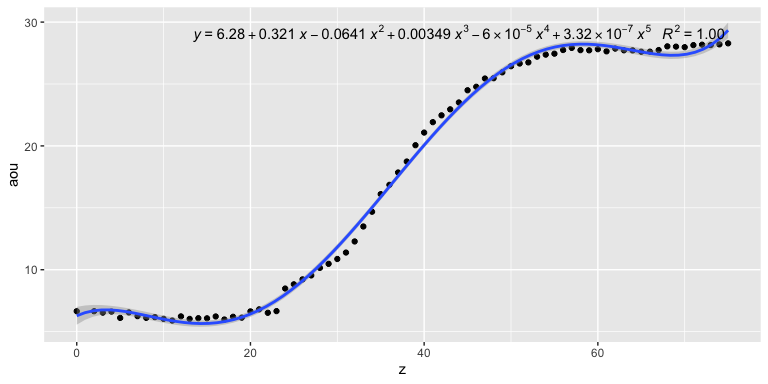 y = 6.28 + 0.321 x − 0.0641 x² + 0.00349 x³ − 6 × 10⁻⁵ x⁴ + 3.32 × 10⁻⁷ x⁵ R² = 1.00
30
20
10
aou
0 20 40 60
z